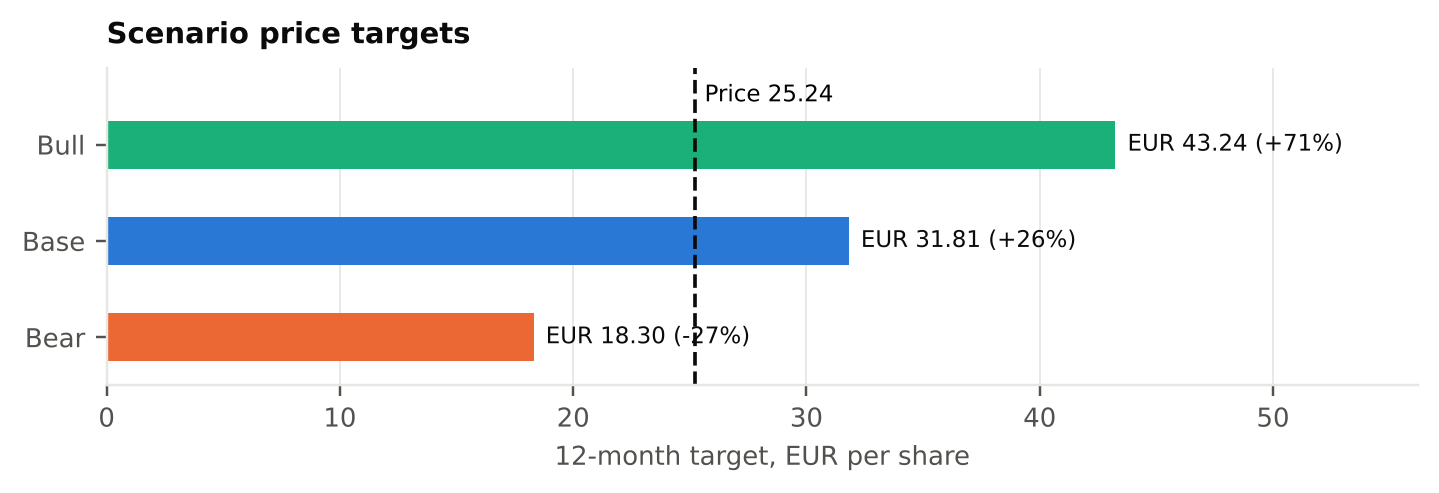 Scenario price targets
Price 25.24
Bull
EUR 43.24 (+71%)
Base
EUR 31.81 (+26%)
Bear
EUR 18.30 (-27%)
0 10 20 30 40 50
12-month target, EUR per share